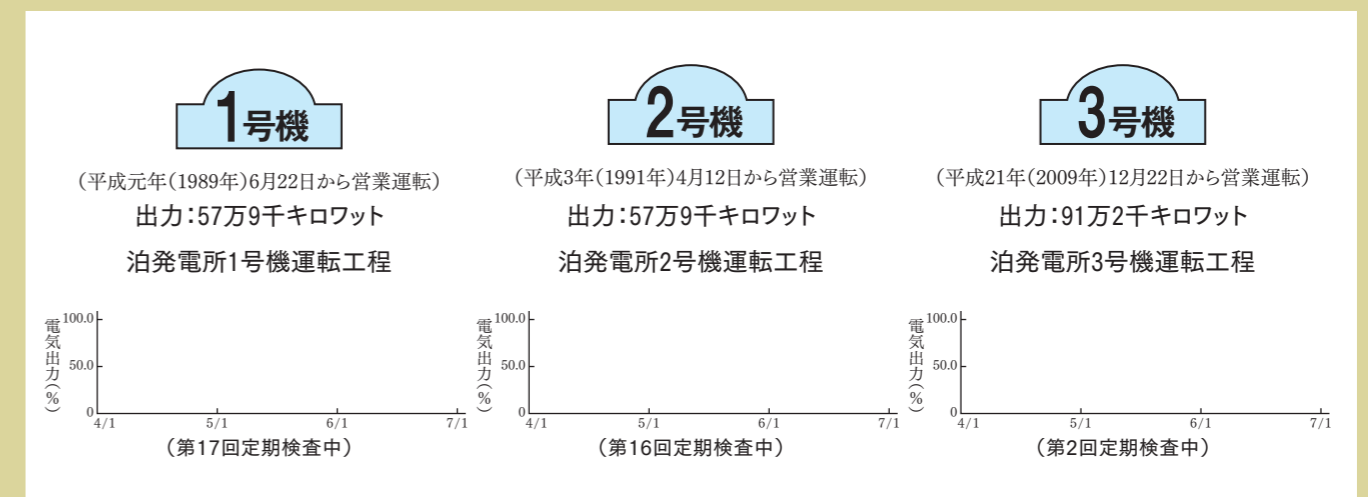 1号機
(平成元年(1989年)6月22日から営業運転)
出力:57万9千キロワット
泊発電所1号機運転工程
電気出力(%)
100.0
50.0
0
4/1 5/1 6/1 7/1
(第17回定期検査中)
2号機
(平成3年(1991年)4月12日から営業運転)
出力:57万9千キロワット
泊発電所2号機運転工程
電気出力(%)
100.0
50.0
0
4/1 5/1 6/1 7/1
(第16回定期検査中)
3号機
(平成21年(2009年)12月22日から営業運転)
出力:91万2千キロワット
泊発電所3号機運転工程
電気出力(%)
100.0
50.0
0
4/1 5/1 6/1 7/1
(第2回定期検査中)